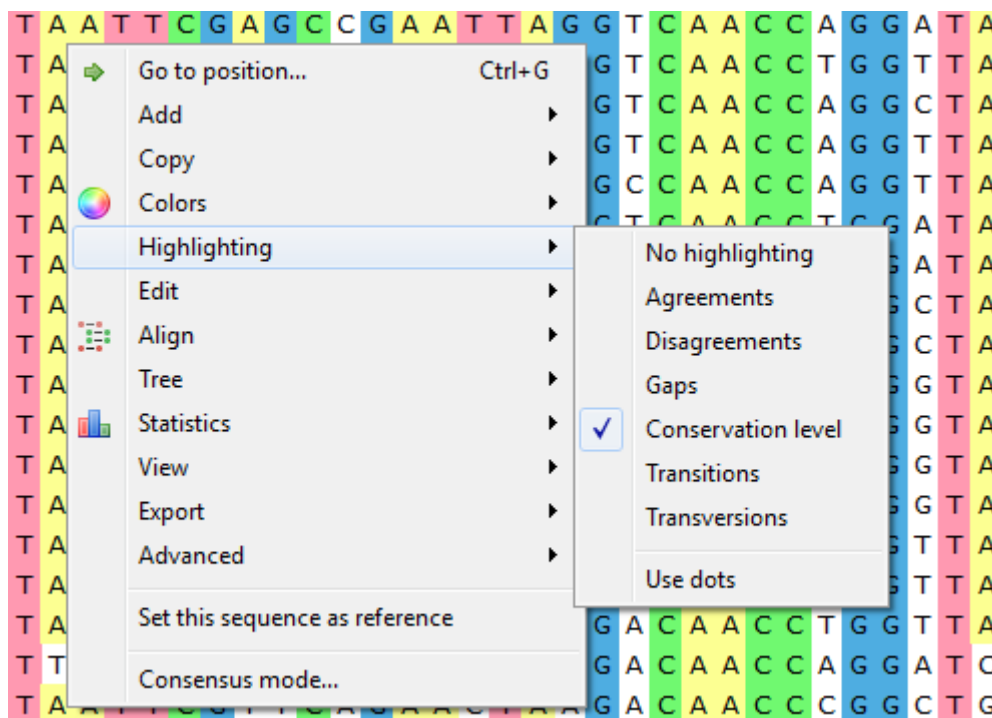 T A A T T C G A G C C G A A T T A G G T C A A C C A G G A T A
T A G T C A A C C T G G T T A
Go to position... Ctrl+G
T A G T C A A C C A G G C T A
Add
T A G T C A A C C A G G T T A
Copy
T A G C C A A C C A G G T T A
Colors
T A G A T A
Highlighting
No highlighting
T A A T A
Edit
Agreements
T A C T A
Align
Disagreements
T A C T A
Tree
Gaps
T A G T A
Statistics
Conservation level
T A G T A
View
Transitions
T A G T A
Export
Transversions
T A G T A
Advanced
T A T T A
Use dots
T A T T A
Set this sequence as reference
T A G A C A A C C T G G T T A
T T G A C A A C C A G G A T C
Consensus mode...
T A G A C A A C C C G G C T G